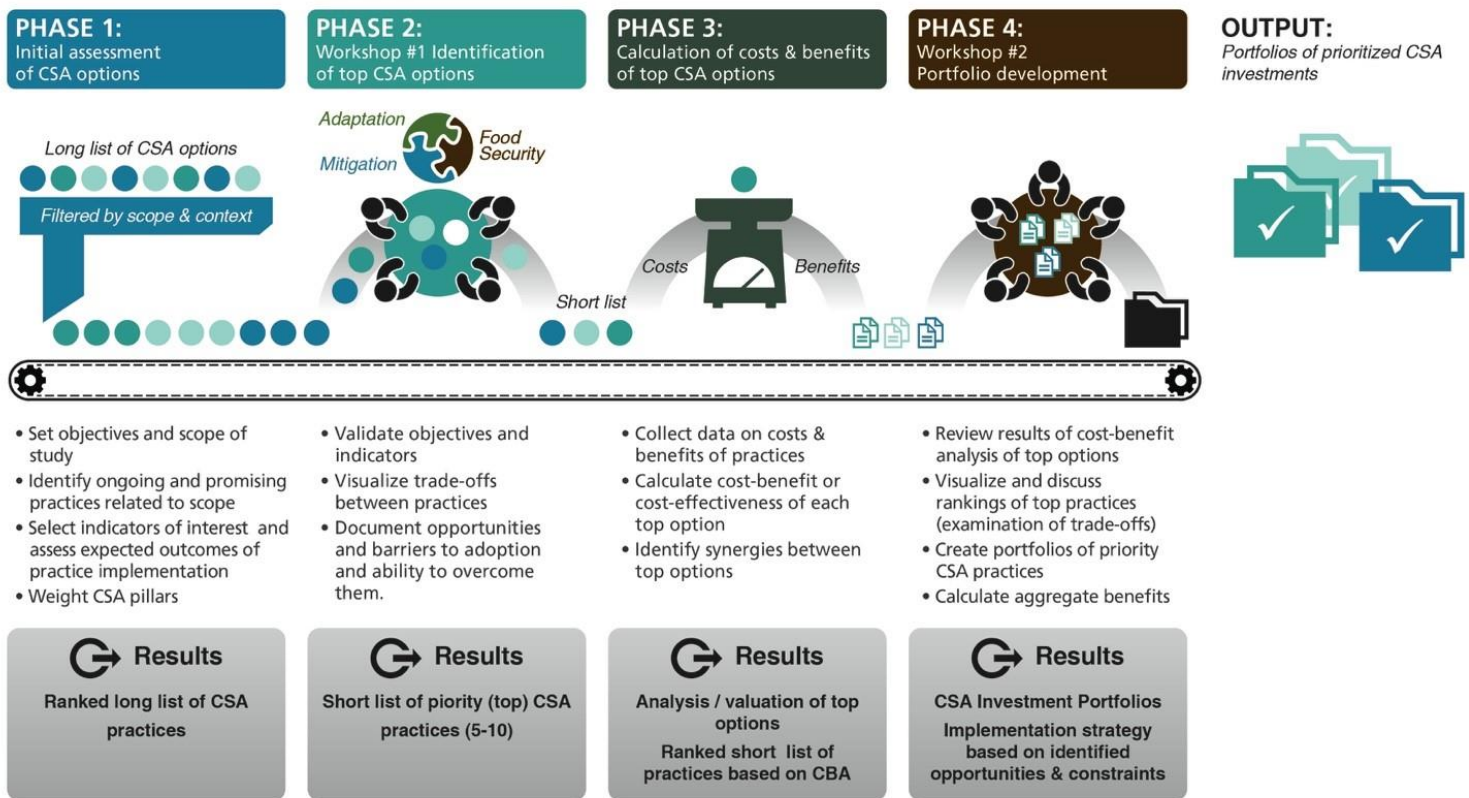 PHASE 1:
Initial assessment
of CSA options
PHASE 2:
Workshop #1 Identification
of top CSA options
PHASE 3:
Calculation of costs & benefits
of top CSA options
PHASE 4:
Workshop #2
Portfolio development
OUTPUT:
Portfolios of prioritized CSA
investments
Long list of CSA options
Filtered by scope & context
Adaptation
Mitigation
Food
Security
Short list
Costs
Benefits
• Set objectives and scope of
study
• Identify ongoing and promising
practices related to scope
• Select indicators of interest and
assess expected outcomes of
practice implementation
• Weight CSA pillars
• Validate objectives and
indicators
• Visualize trade-offs
between practices
• Document opportunities
and barriers to adoption
and ability to overcome
them.
• Collect data on costs &
benefits of practices
• Calculate cost-benefit or
cost-effectiveness of each
top option
• Identify synergies between
top options
• Review results of cost-benefit
analysis of top options
• Visualize and discuss
rankings of top practices
(examination of trade-offs)
• Create portfolios of priority
CSA practices
• Calculate aggregate benefits
Results
Ranked long list of CSA
practices
Results
Short list of piority (top) CSA
practices (5-10)
Results
Analysis / valuation of top
options
Ranked short list of
practices based on CBA
Results
CSA Investment Portfolios
Implementation strategy
based on identified
opportunities & constraints